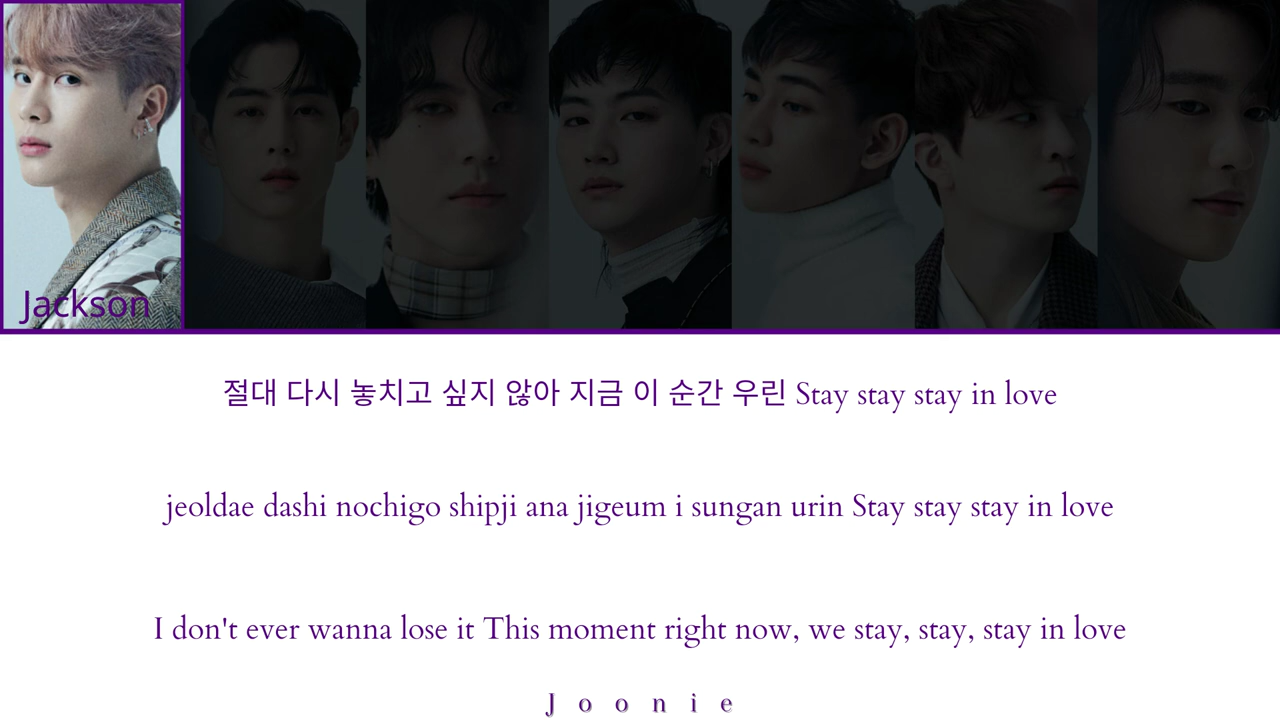 Jackson
절대 다시 놓치고 싶지 않아 지금 이 순간 우린 Stay stay stay in love
jeoldae dashi nochigo shipji ana jigeum i sungan urin Stay stay stay in love
I don't ever wanna lose it This moment right now, we stay, stay, stay in love
Joonie